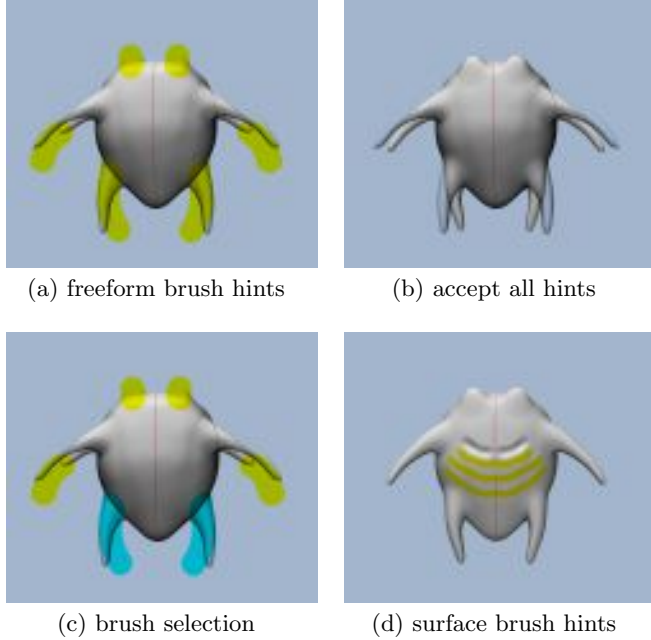 (a) freeform brush hints
(b) accept all hints
(c) brush selection
(d) surface brush hints